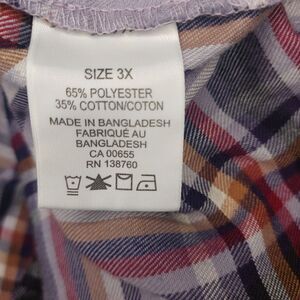 SIZE 3X
65% POLYESTER
35% COTTON/COTON
MADE IN BANGLADESH
FABRIQUÉ AU
BANGLADESH
CA 00655
RN 138760